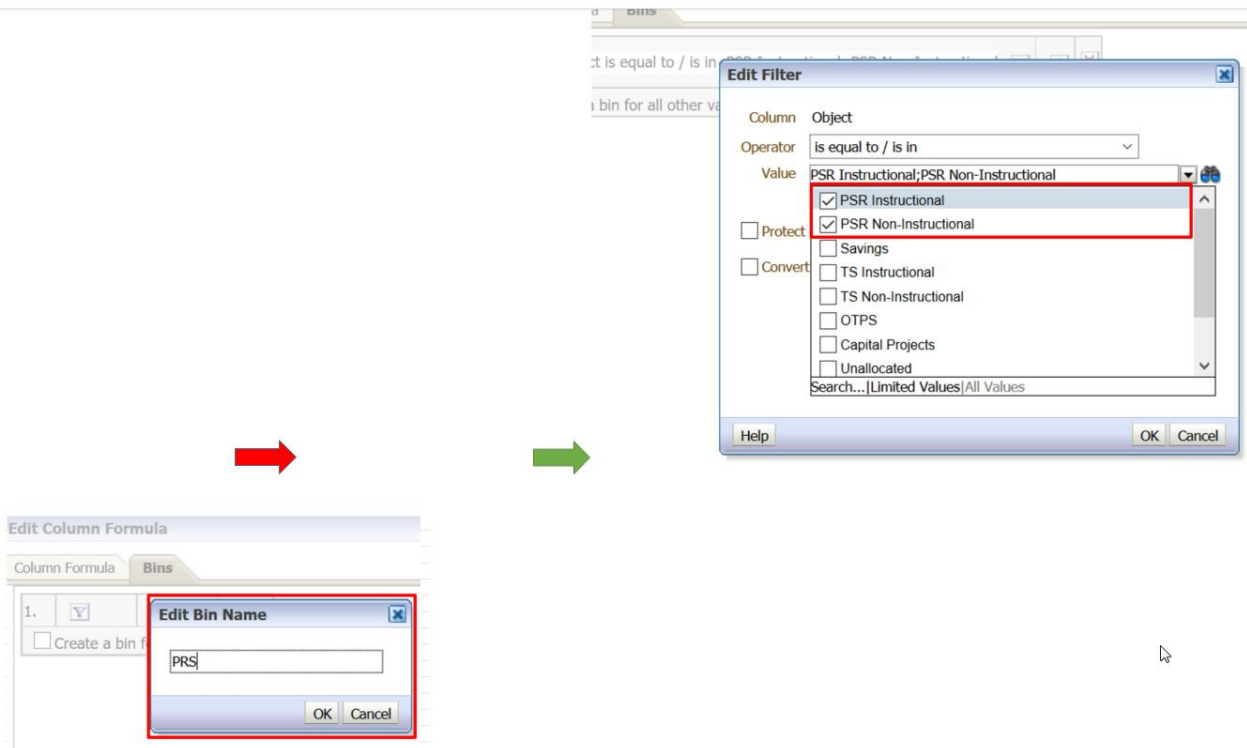 Bins
ct is equal to / is in
a bin for all other va
Edit Filter
Column Object
Operator is equal to / is in
Value PSR Instructional;PSR Non-Instructional
PSR Instructional
PSR Non-Instructional
Protect
Savings
Convert
TS Instructional
TS Non-Instructional
OTPS
Capital Projects
Unallocated
Search...|Limited Values|All Values
Help OK Cancel
Edit Column Formula
Column Formula Bins
1.
Edit Bin Name
Create a bin f
PRS
OK Cancel